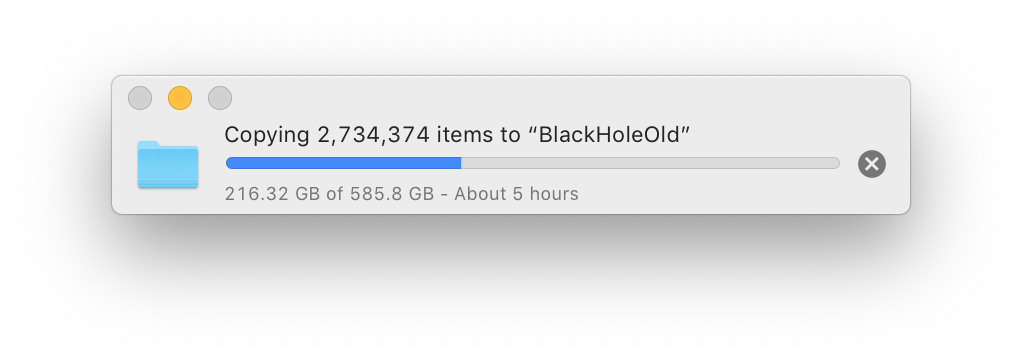 Copying 2,734,374 items to “BlackHoleOld”
216.32 GB of 585.8 GB - About 5 hours